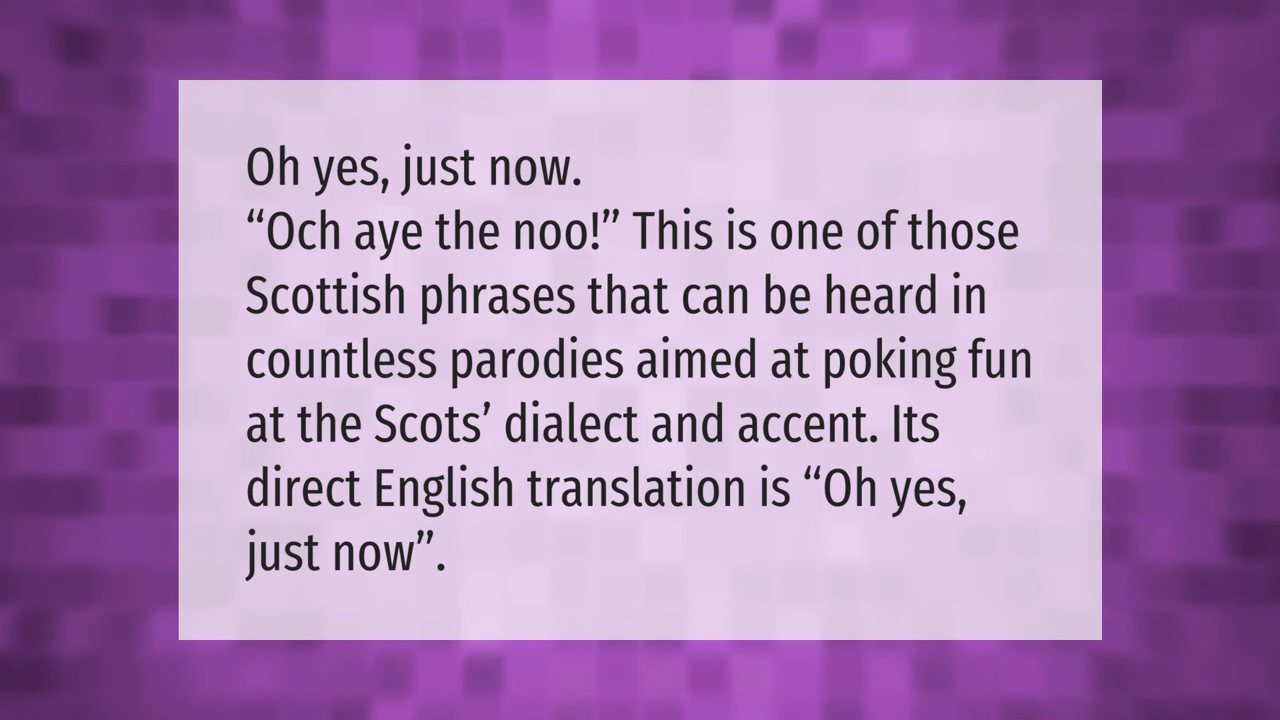 Oh yes, just now.
“Och aye the noo!” This is one of those
Scottish phrases that can be heard in
countless parodies aimed at poking fun
at the Scots’ dialect and accent. Its
direct English translation is “Oh yes,
just now”.